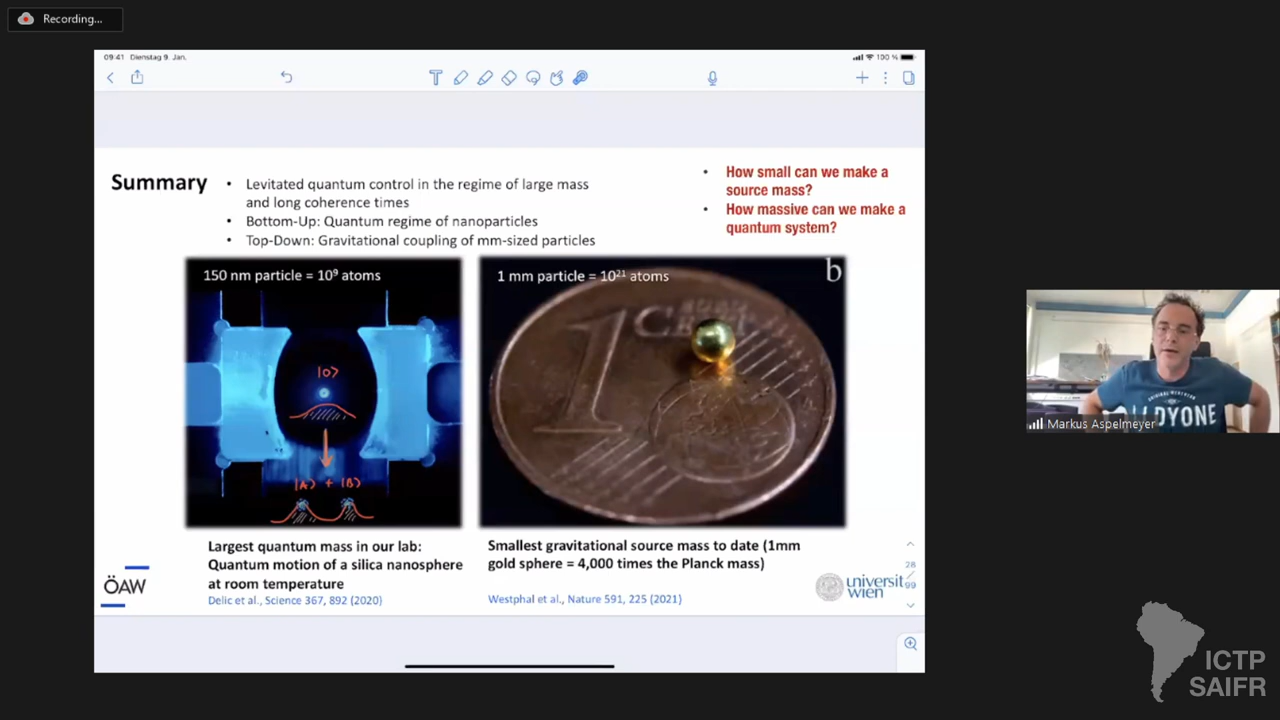 Recording...
09:41 Dienstag 9. Jan.
100 %
Summary
• Levitated quantum control in the regime of large mass
and long coherence times
• Bottom-Up: Quantum regime of nanoparticles
• Top-Down: Gravitational coupling of mm-sized particles
• How small can we make a
source mass?
• How massive can we make a
quantum system?
150 nm particle = 10⁹ atoms
|0>
|A> + |B>
1 mm particle = 10²¹ atoms
b
1
Largest quantum mass in our lab:
Quantum motion of a silica nanosphere
at room temperature
Delic et al., Science 367, 892 (2020)
Smallest gravitational source mass to date (1mm
gold sphere = 4,000 times the Planck mass)
Westphal et al., Nature 591, 225 (2021)
ÖAW
universität
wien
28
/
99
Markus Aspelmeyer
ICTP
SAIFR